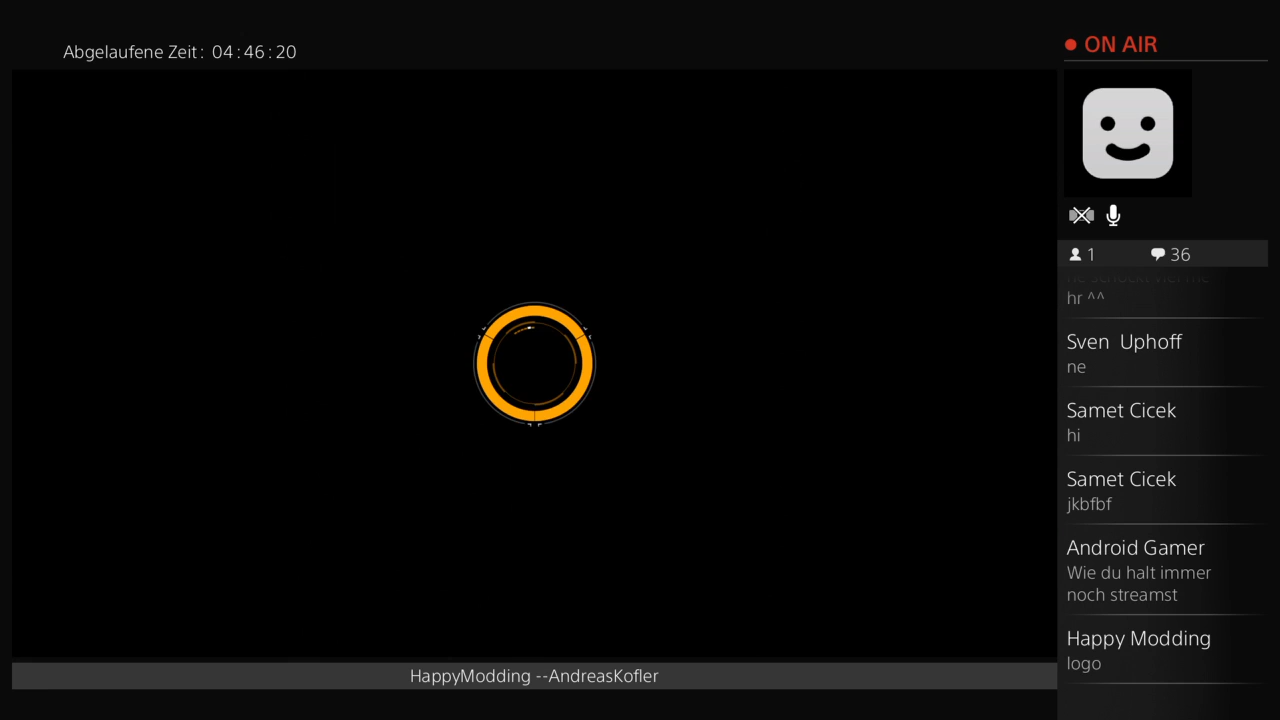 Abgelaufene Zeit: 04:46:20
ON AIR
1 36
hr ^^
Sven Uphoff
ne
Samet Cicek
hi
Samet Cicek
jkbfbf
Android Gamer
Wie du halt immer
noch streamst
Happy Modding
logo
HappyModding --AndreasKofler